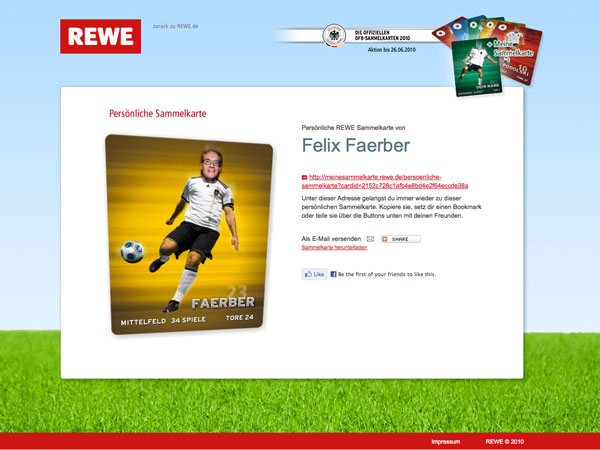 REWE
zurück zu REWE.de
DIE OFFIZIELLEN
DFB-SAMMELKARTEN 2010
Aktion bis 26.06.2010
Meine
Sammelkarte
PODOLSKI
DEIN NAME
Persönliche Sammelkarte
Persönliche REWE Sammelkarte von
Felix Faerber
http://meinesammelkarte.rewe.de/persoenliche-
sammelkarte?cardid=2152c728c1afb4e8bd4e2f64eccde38a
Unter dieser Adresse gelangst du immer wieder zu dieser
persönlichen Sammelkarte. Kopiere sie, setz dir einen Bookmark
oder teile sie über die Buttons unten mit deinen Freunden.
Als E-Mail versenden SHARE
Sammelkarte herunterladen
Like Be the first of your friends to like this.
23
FAERBER
MITTELFELD 34 SPIELE TORE 24
Impressum REWE © 2010